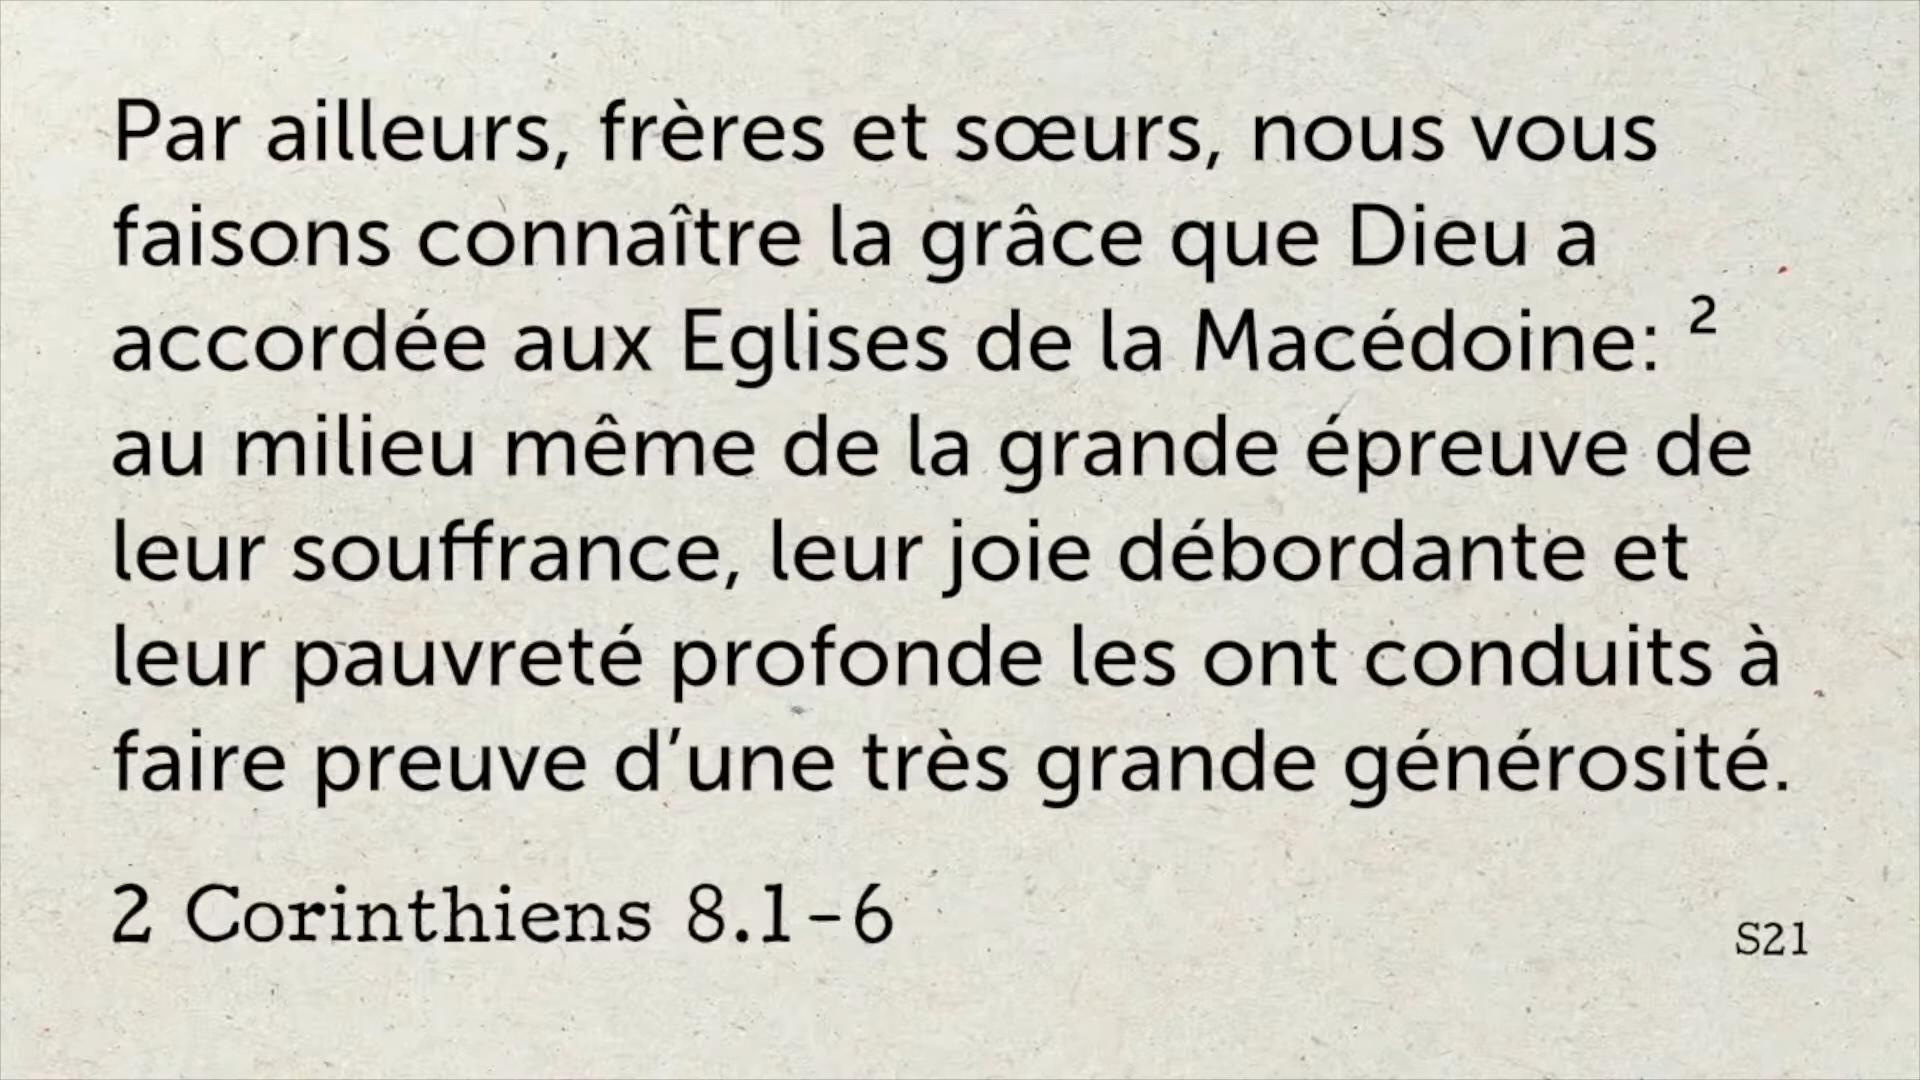 Par ailleurs, frères et sœurs, nous vous
faisons connaître la grâce que Dieu a
accordée aux Eglises de la Macédoine: ²
au milieu même de la grande épreuve de
leur souffrance, leur joie débordante et
leur pauvreté profonde les ont conduits à
faire preuve d’une très grande générosité.
2 Corinthiens 8.1-6
S21